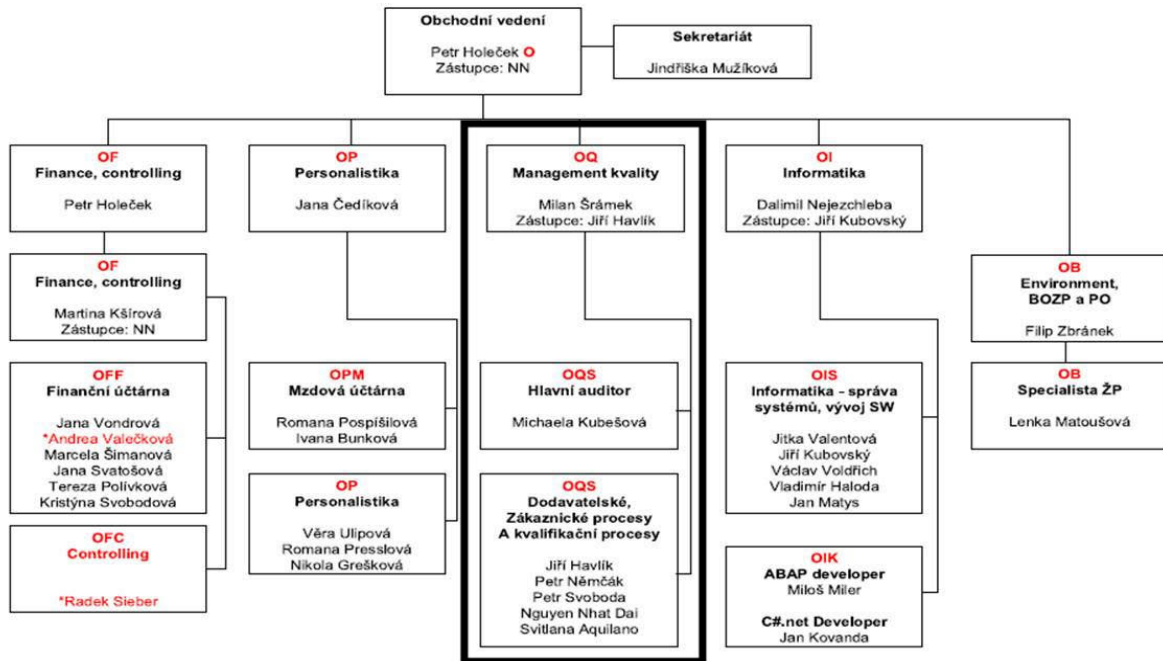 Obchodní vedení
Petr Holeček O
Zástupce: NN
Sekretariát
Jindřiška Mužíková
OF
Finance, controlling
Petr Holeček
OP
Personalistika
Jana Čedíková
OQ
Management kvality
Milan Šrámek
Zástupce: Jiří Havlík
OI
Informatika
Dalimil Nejezchleba
Zástupce: Jiří Kubovský
OF
Finance, controlling
Martina Kšírová
Zástupce: NN
OB
Environment,
BOZP a PO
Filip Zbránek
OFF
Finanční účtárna
Jana Vondrová
*Andrea Valečková
Marcela Šimanová
Jana Svatošová
Tereza Polívková
Kristýna Svobodová
OPM
Mzdová účtárna
Romana Pospíšilová
Ivana Bunková
OQS
Hlavní auditor
Michaela Kubešová
OIS
Informatika - správa
systémů, vývoj SW
Jitka Valentová
Jiří Kubovský
Václav Voldřich
Vladimír Haloda
Jan Matys
OB
Specialista ŽP
Lenka Matoušová
OP
Personalistika
Věra Ulipová
Romana Presslová
Nikola Grešková
OQS
Dodavatelské,
Zákaznické procesy
A kvalifikační procesy
Jiří Havlík
Petr Němčák
Petr Svoboda
Nguyen Nhat Dai
Svitlana Aquilano
OFC
Controlling
*Radek Sieber
OIK
ABAP developer
Miloš Miler
C#.net Developer
Jan Kovanda